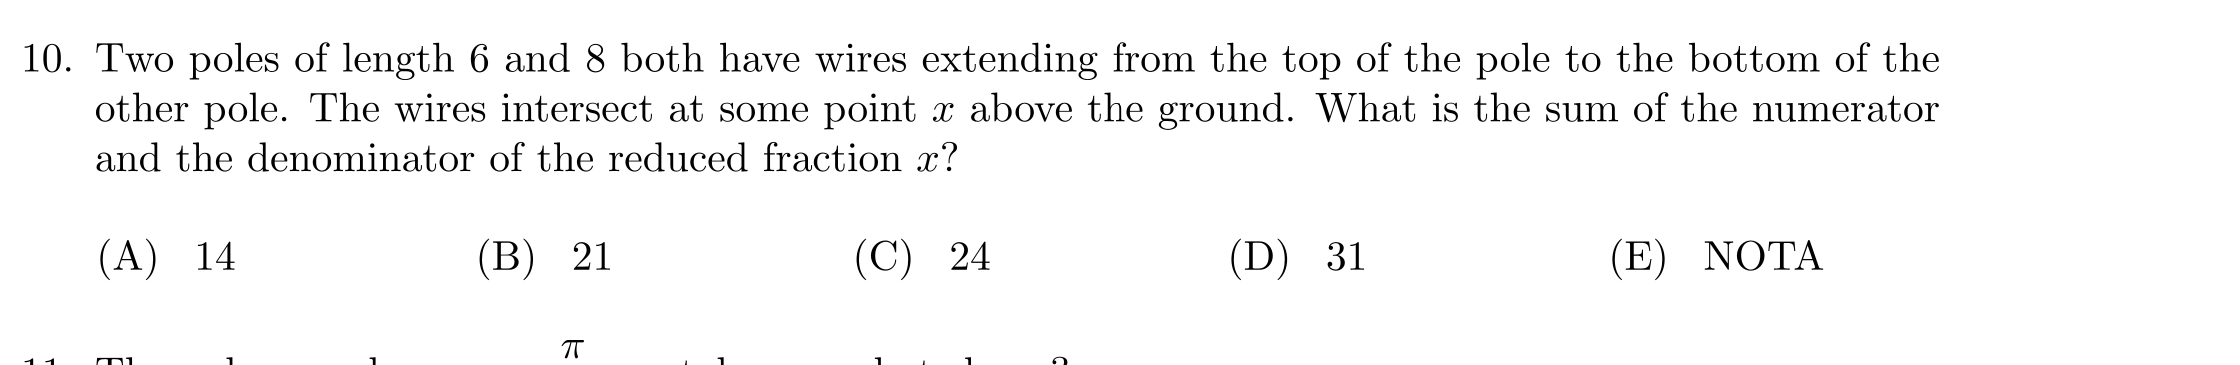 10. Two poles of length 6 and 8 both have wires extending from the top of the pole to the bottom of the
other pole. The wires intersect at some point x above the ground. What is the sum of the numerator
and the denominator of the reduced fraction x?
(A) 14 (B) 21 (C) 24 (D) 31 (E) NOTA
π